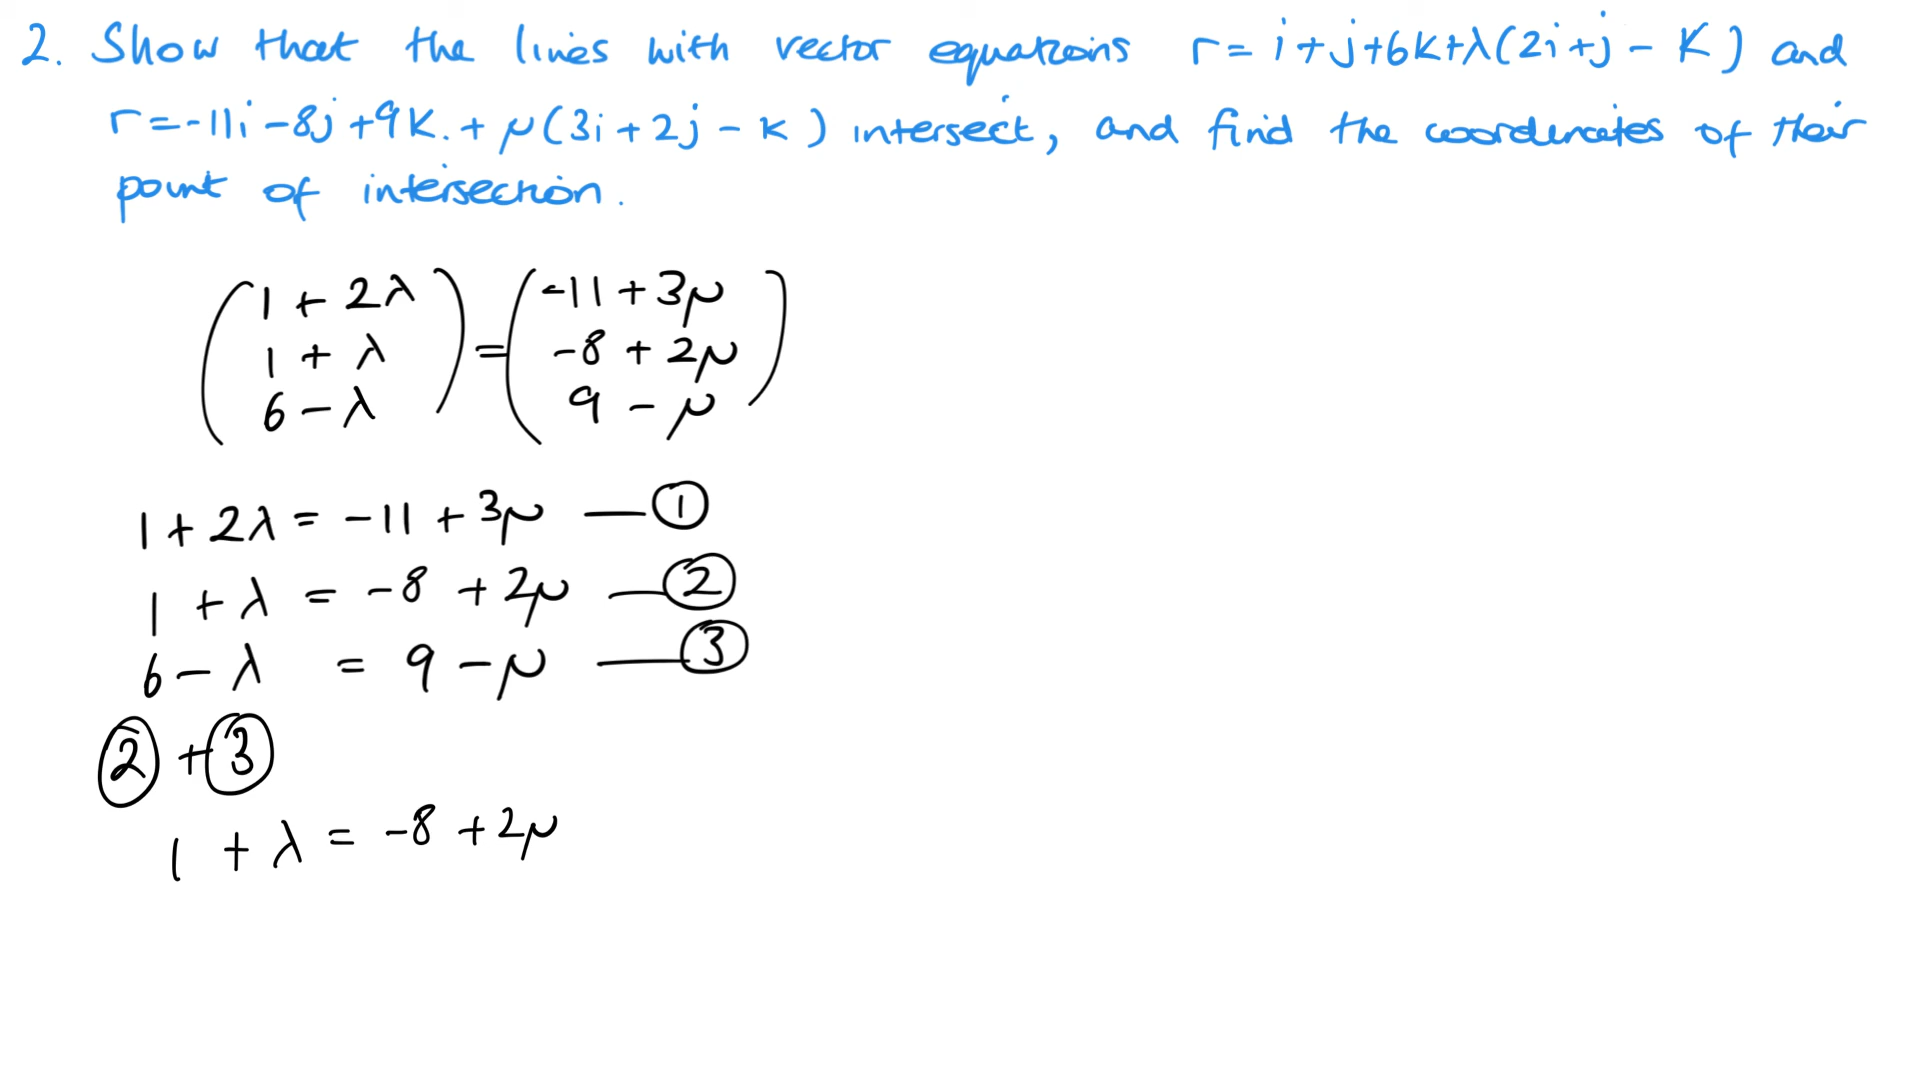 2. Show that the lines with vector equations r = i + j + 6k + λ(2i + j - k) and
r = -11i - 8j + 9k. + μ(3i + 2j - k) intersect, and find the coordinates of their
point of intersection.
(1 + 2λ) = (-11 + 3μ)
1 + λ -8 + 2μ
6 - λ 9 - μ
1 + 2λ = -11 + 3μ — ①
1 + λ = -8 + 2μ — ②
6 - λ = 9 - μ — ③
② + ③
1 + λ = -8 + 2μ